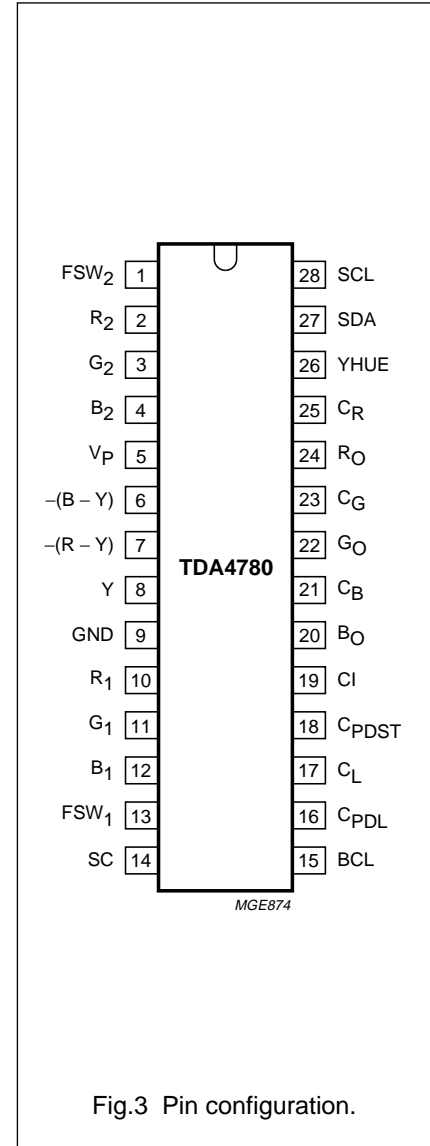 FSW2 1 28 SCL
R2 2 27 SDA
G2 3 26 YHUE
B2 4 25 CR
VP 5 24 RO
−(B − Y) 6 23 CG
−(R − Y) 7 22 GO
TDA4780
Y 8 21 CB
GND 9 20 BO
R1 10 19 CI
G1 11 18 CPDST
B1 12 17 CL
FSW1 13 16 CPDL
SC 14 15 BCL
MGE874
Fig.3 Pin configuration.